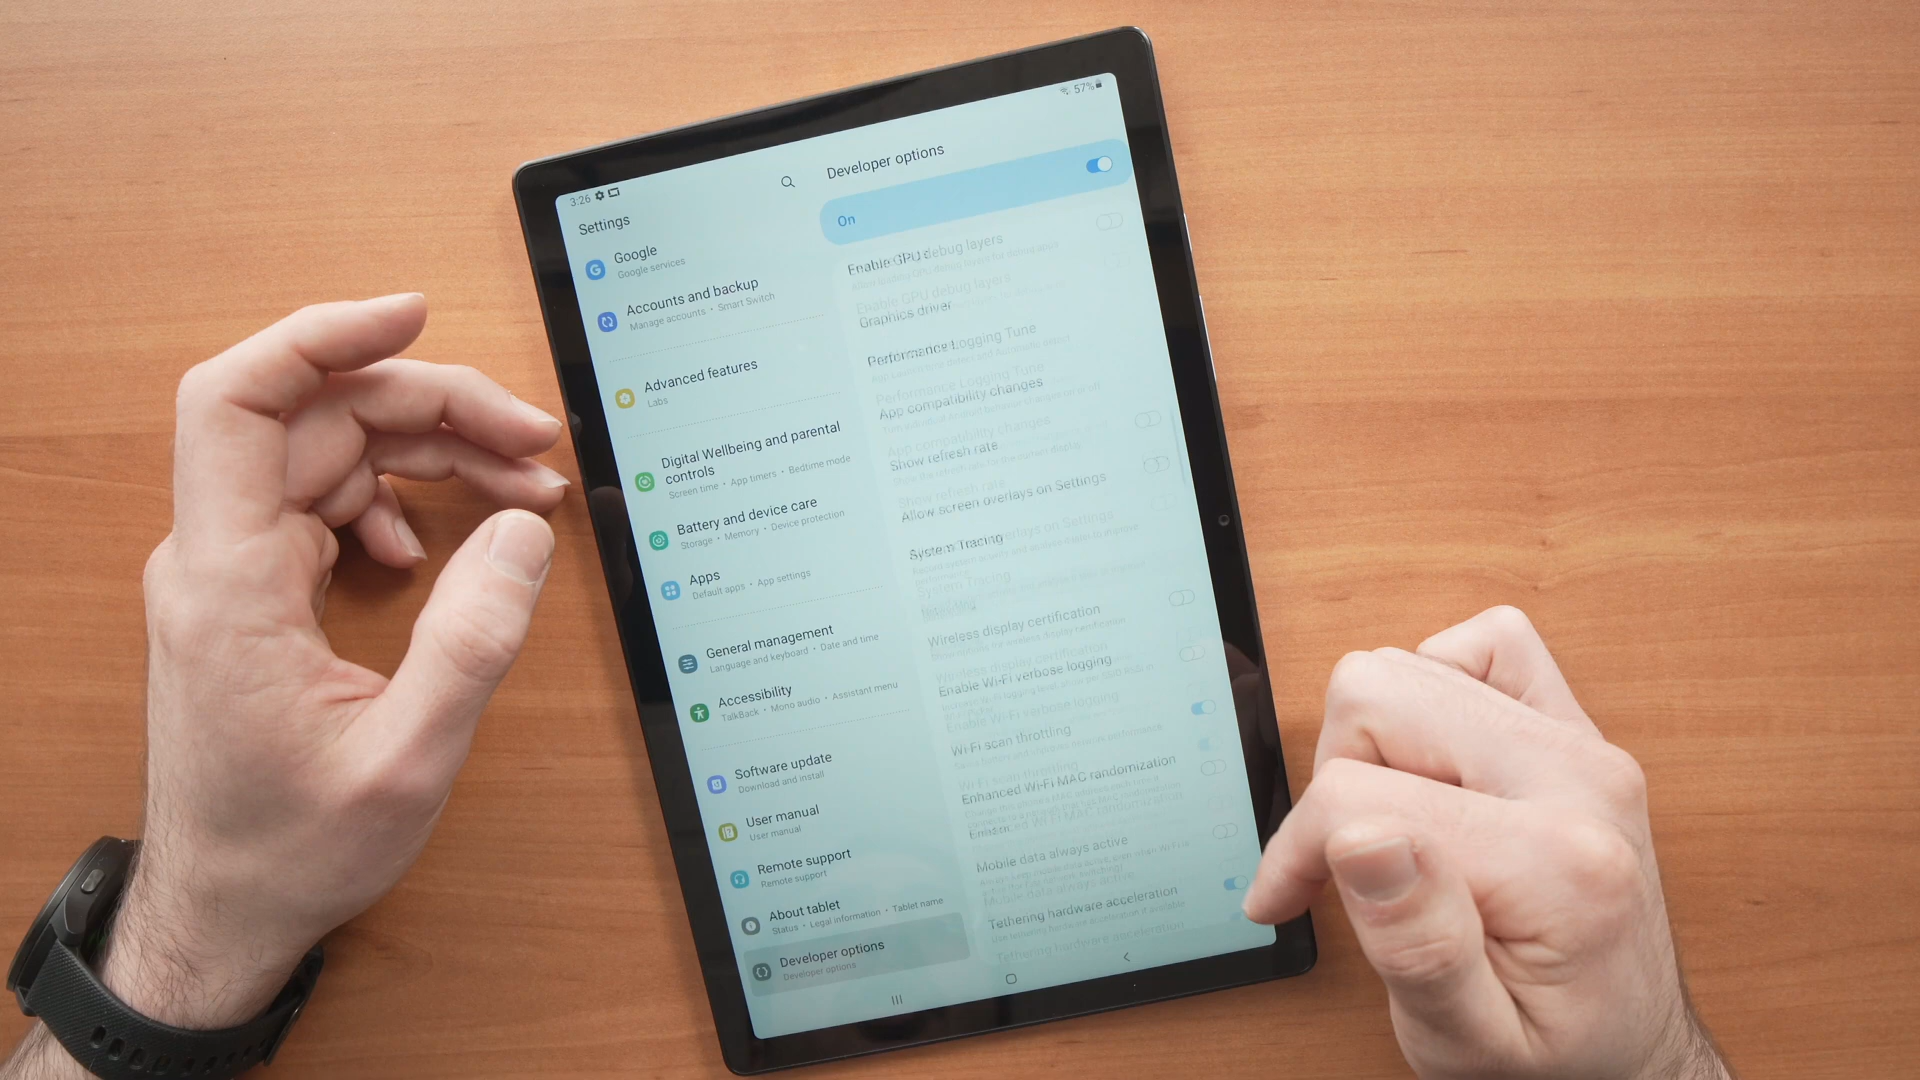 3:26
57%
Settings
Google
Google services
Accounts and backup
Manage accounts • Smart Switch
Advanced features
Labs
Digital Wellbeing and parental
controls
Screen time • App timers • Bedtime mode
Battery and device care
Storage • Memory • Device protection
Apps
Default apps • App settings
General management
Language and keyboard • Date and time
Accessibility
TalkBack • Mono audio • Assistant menu
Software update
Download and install
User manual
User manual
Remote support
Remote support
About tablet
Status • Legal information • Tablet name
Developer options
Developer options
Developer options
On
Enable GPU debug layers
Graphics driver
Performance Logging Tune
App compatibility changes
Show refresh rate
Allow screen overlays on Settings
System Tracing
Wireless display certification
Enable Wi-Fi verbose logging
Wi-Fi scan throttling
Enhanced Wi-Fi MAC randomization
Mobile data always active
Tethering hardware acceleration